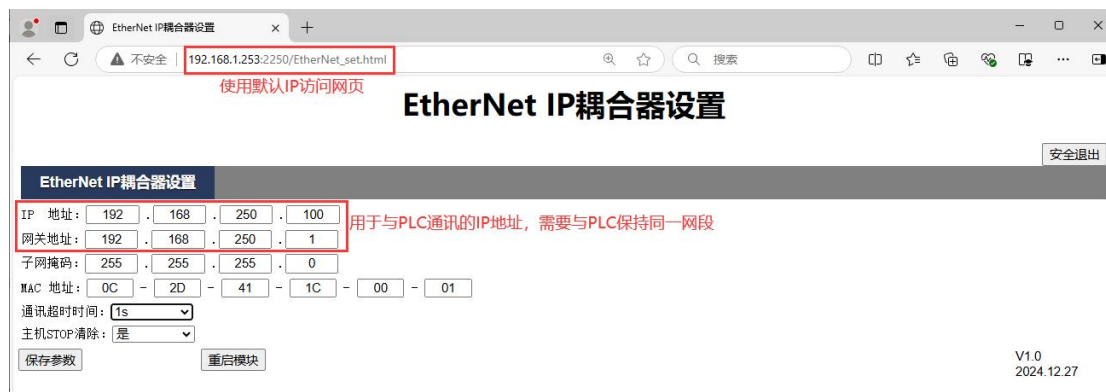 EtherNet IP耦合器设置
不安全 192.168.1.253:2250/EtherNet_set.html 搜索
使用默认IP访问网页
EtherNet IP耦合器设置
安全退出
EtherNet IP耦合器设置
IP 地址: 192 . 168 . 250 . 100
用于与PLC通讯的IP地址，需要与PLC保持同一网段
网关地址: 192 . 168 . 250 . 1
子网掩码: 255 . 255 . 255 . 0
MAC 地址: 0C - 2D - 41 - 1C - 00 - 01
通讯超时时间: 1s
主机STOP清除: 是
保存参数 重启模块
V1.0
2024.12.27